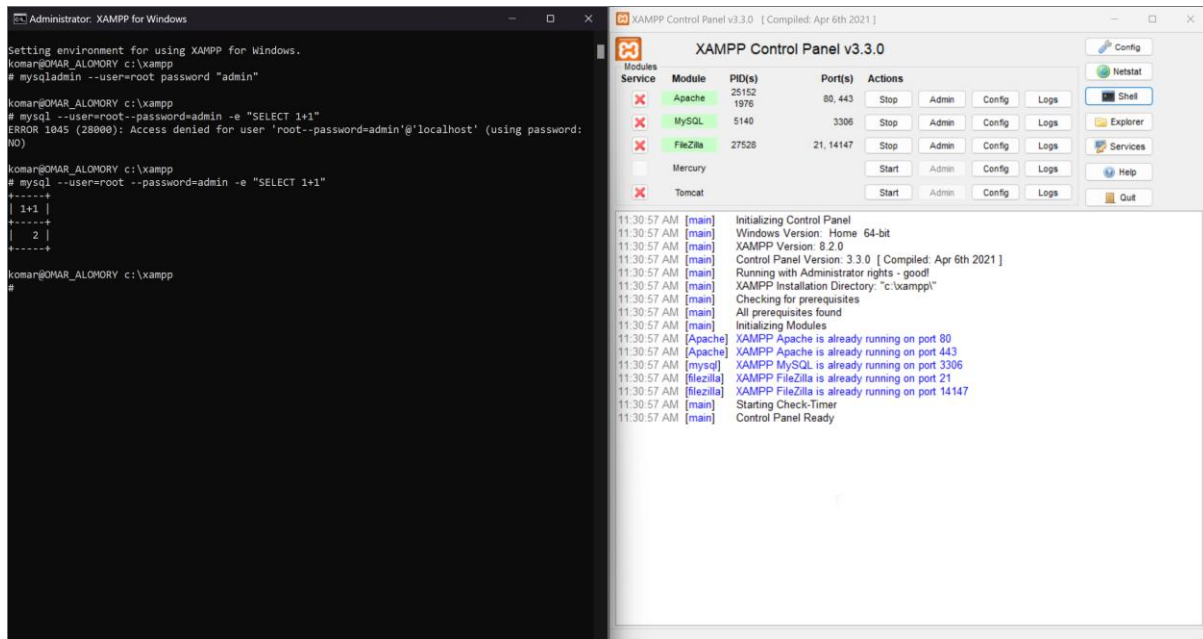 Administrator: XAMPP for Windows
Setting environment for using XAMPP for Windows.
komar@OMAR_ALOMORY c:\xampp
# mysqladmin --user=root password "admin"
komar@OMAR_ALOMORY c:\xampp
# mysql --user=root--password=admin -e "SELECT 1+1"
ERROR 1045 (28000): Access denied for user 'root--password=admin'@'localhost' (using password:
NO)
komar@OMAR_ALOMORY c:\xampp
# mysql --user=root --password=admin -e "SELECT 1+1"
+-----+
| 1+1 |
+-----+
|   2 |
+-----+
komar@OMAR_ALOMORY c:\xampp
#
XAMPP Control Panel v3.3.0 [ Compiled: Apr 6th 2021 ]
XAMPP Control Panel v3.3.0
Config
Modules
Service Module PID(s) Port(s) Actions
Netstat
Apache 25152 1976 80, 443 Stop Admin Config Logs
Shell
MySQL 5140 3306 Stop Admin Config Logs
Explorer
FileZilla 27528 21, 14147 Stop Admin Config Logs
Services
Mercury Start Admin Config Logs
Help
Tomcat Start Admin Config Logs
Quit
11:30:57 AM [main] Initializing Control Panel
11:30:57 AM [main] Windows Version: Home 64-bit
11:30:57 AM [main] XAMPP Version: 8.2.0
11:30:57 AM [main] Control Panel Version: 3.3.0 [ Compiled: Apr 6th 2021 ]
11:30:57 AM [main] Running with Administrator rights - good!
11:30:57 AM [main] XAMPP Installation Directory: "c:\xampp\"
11:30:57 AM [main] Checking for prerequisites
11:30:57 AM [main] All prerequisites found
11:30:57 AM [main] Initializing Modules
11:30:57 AM [Apache] XAMPP Apache is already running on port 80
11:30:57 AM [Apache] XAMPP Apache is already running on port 443
11:30:57 AM [mysql] XAMPP MySQL is already running on port 3306
11:30:57 AM [filezilla] XAMPP FileZilla is already running on port 21
11:30:57 AM [filezilla] XAMPP FileZilla is already running on port 14147
11:30:57 AM [main] Starting Check-Timer
11:30:57 AM [main] Control Panel Ready